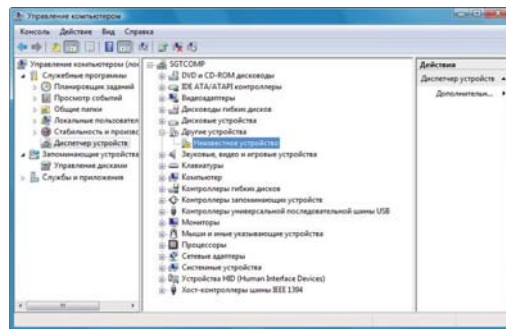 Управление компьютером
Консоль Действие Вид Справка
Управление компьютером (лок
Служебные программы
Планировщик заданий
Просмотр событий
Общие папки
Локальные пользовател
Стабильность и произво
Диспетчер устройств
Запоминающие устройства
Управление дисками
Службы и приложения
SGTCOMP
DVD и CD-ROM дисководы
IDE ATA/ATAPI контроллеры
Видеоадаптеры
Дисководы гибких дисков
Дисковые устройства
Другие устройства
Неизвестное устройство
Звуковые, видео и игровые устройства
Клавиатуры
Компьютер
Контроллеры гибких дисков
Контроллеры запоминающих устройств
Контроллеры универсальной последовательной шины USB
Мониторы
Мыши и иные указывающие устройства
Процессоры
Сетевые адаптеры
Системные устройства
Устройства HID (Human Interface Devices)
Хост-контроллеры шины IEEE 1394
Действия
Диспетчер устройств
Дополнительн...